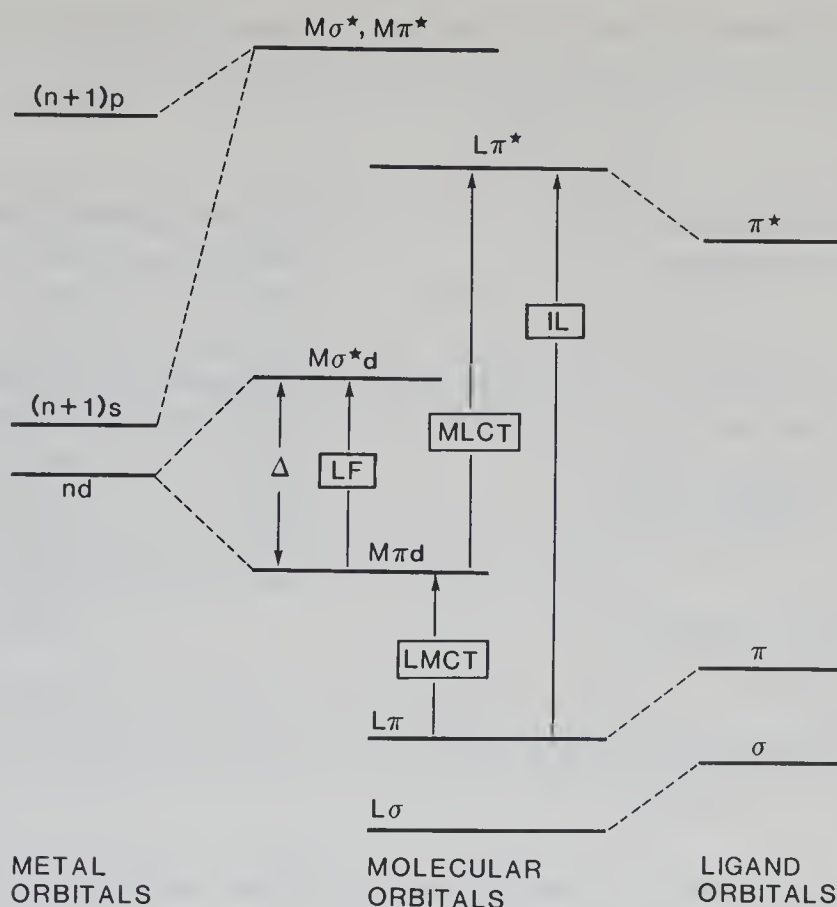 Mσ★, Mπ★
(n+1)p
Lπ★
π★
IL
Mσ★d
(n+1)s
MLCT
Δ
LF
nd
Mπd
LMCT
π
Lπ
σ
Lσ
METAL
ORBITALS
MOLECULAR
ORBITALS
LIGAND
ORBITALS